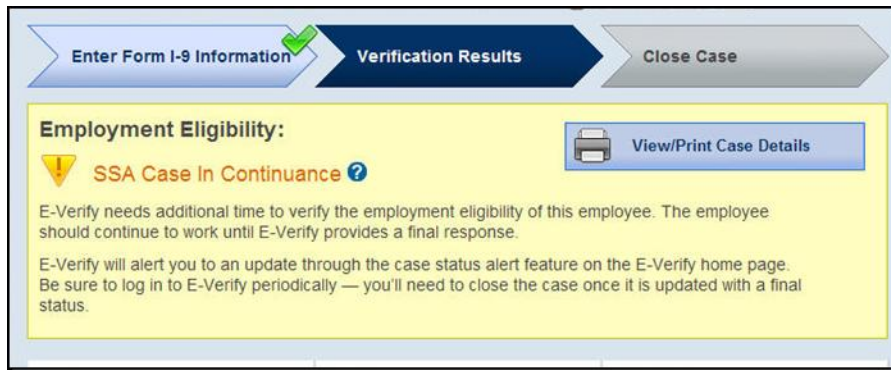 Enter Form I-9 Information
Verification Results
Close Case
Employment Eligibility:
View/Print Case Details
SSA Case In Continuance ?
E-Verify needs additional time to verify the employment eligibility of this employee. The employee
should continue to work until E-Verify provides a final response.
E-Verify will alert you to an update through the case status alert feature on the E-Verify home page.
Be sure to log in to E-Verify periodically — you'll need to close the case once it is updated with a final
status.